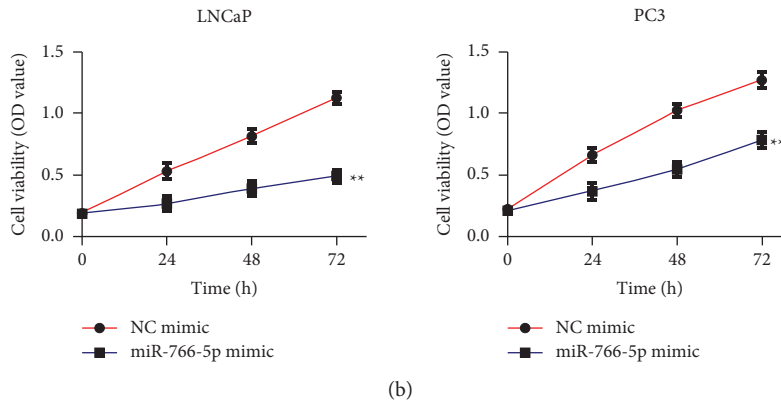 LNCaP
Cell viability (OD value)
1.5
1.0
0.5
0.0
**
0
24
48
72
Time (h)
NC mimic
miR-766-5p mimic
PC3
Cell viability (OD value)
1.5
1.0
0.5
0.0
**
0
24
48
72
Time (h)
NC mimic
miR-766-5p mimic
(b)